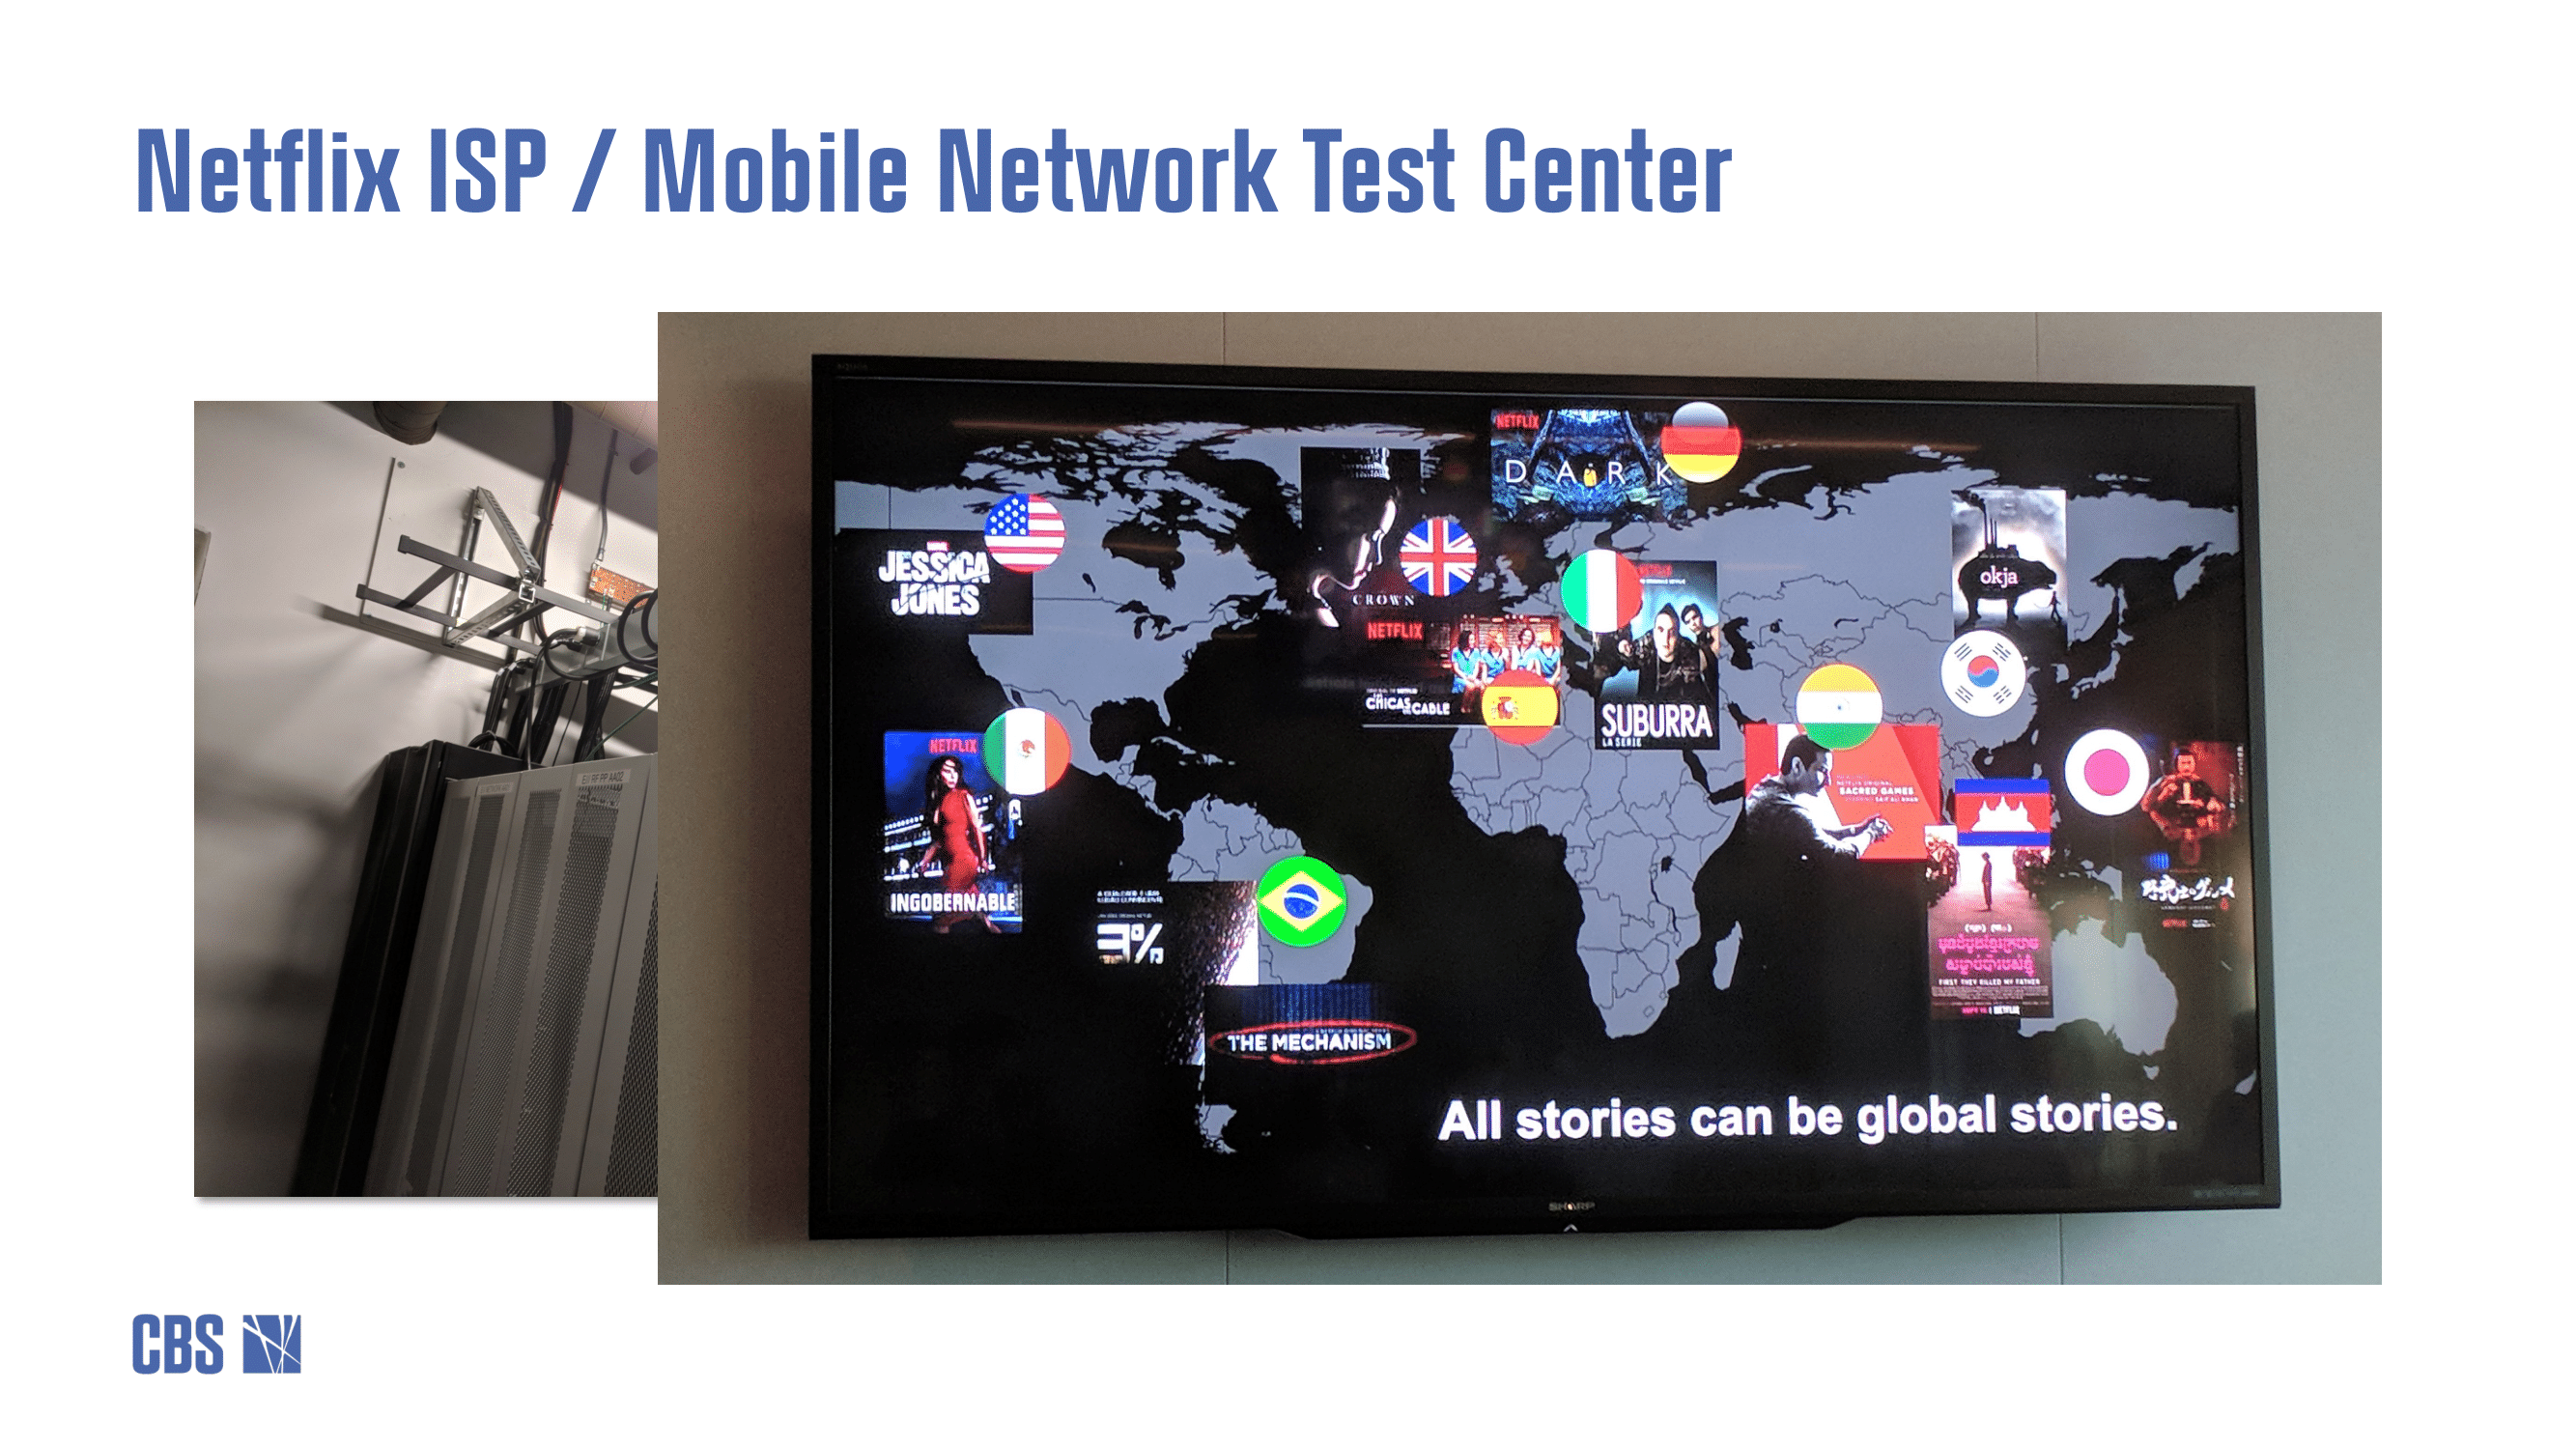 Netflix ISP / Mobile Network Test Center
NETFLIX
DARK
JESSICA
JONES
CROWN
okja
NETFLIX
LAS
CHICAS DEL CABLE
SUBURRA
LA SERIE
NETFLIX
INGOBERNABLE
SACRED GAMES
3%
THE MECHANISM
FIRST THEY KILLED MY FATHER
NETFLIX
All stories can be global stories.
SHARP
CBS